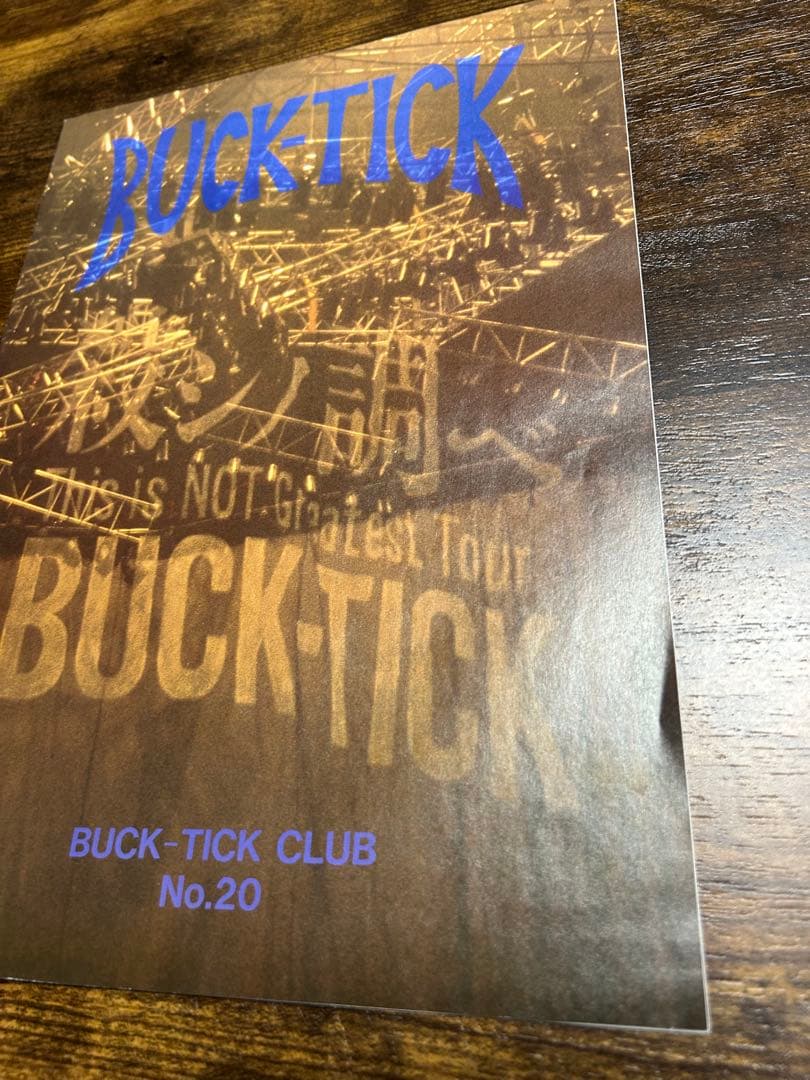 BUCK-TICK
殺シノ調べ
This is NOT Greatest Tour
BUCK-TICK
BUCK-TICK CLUB
No.20